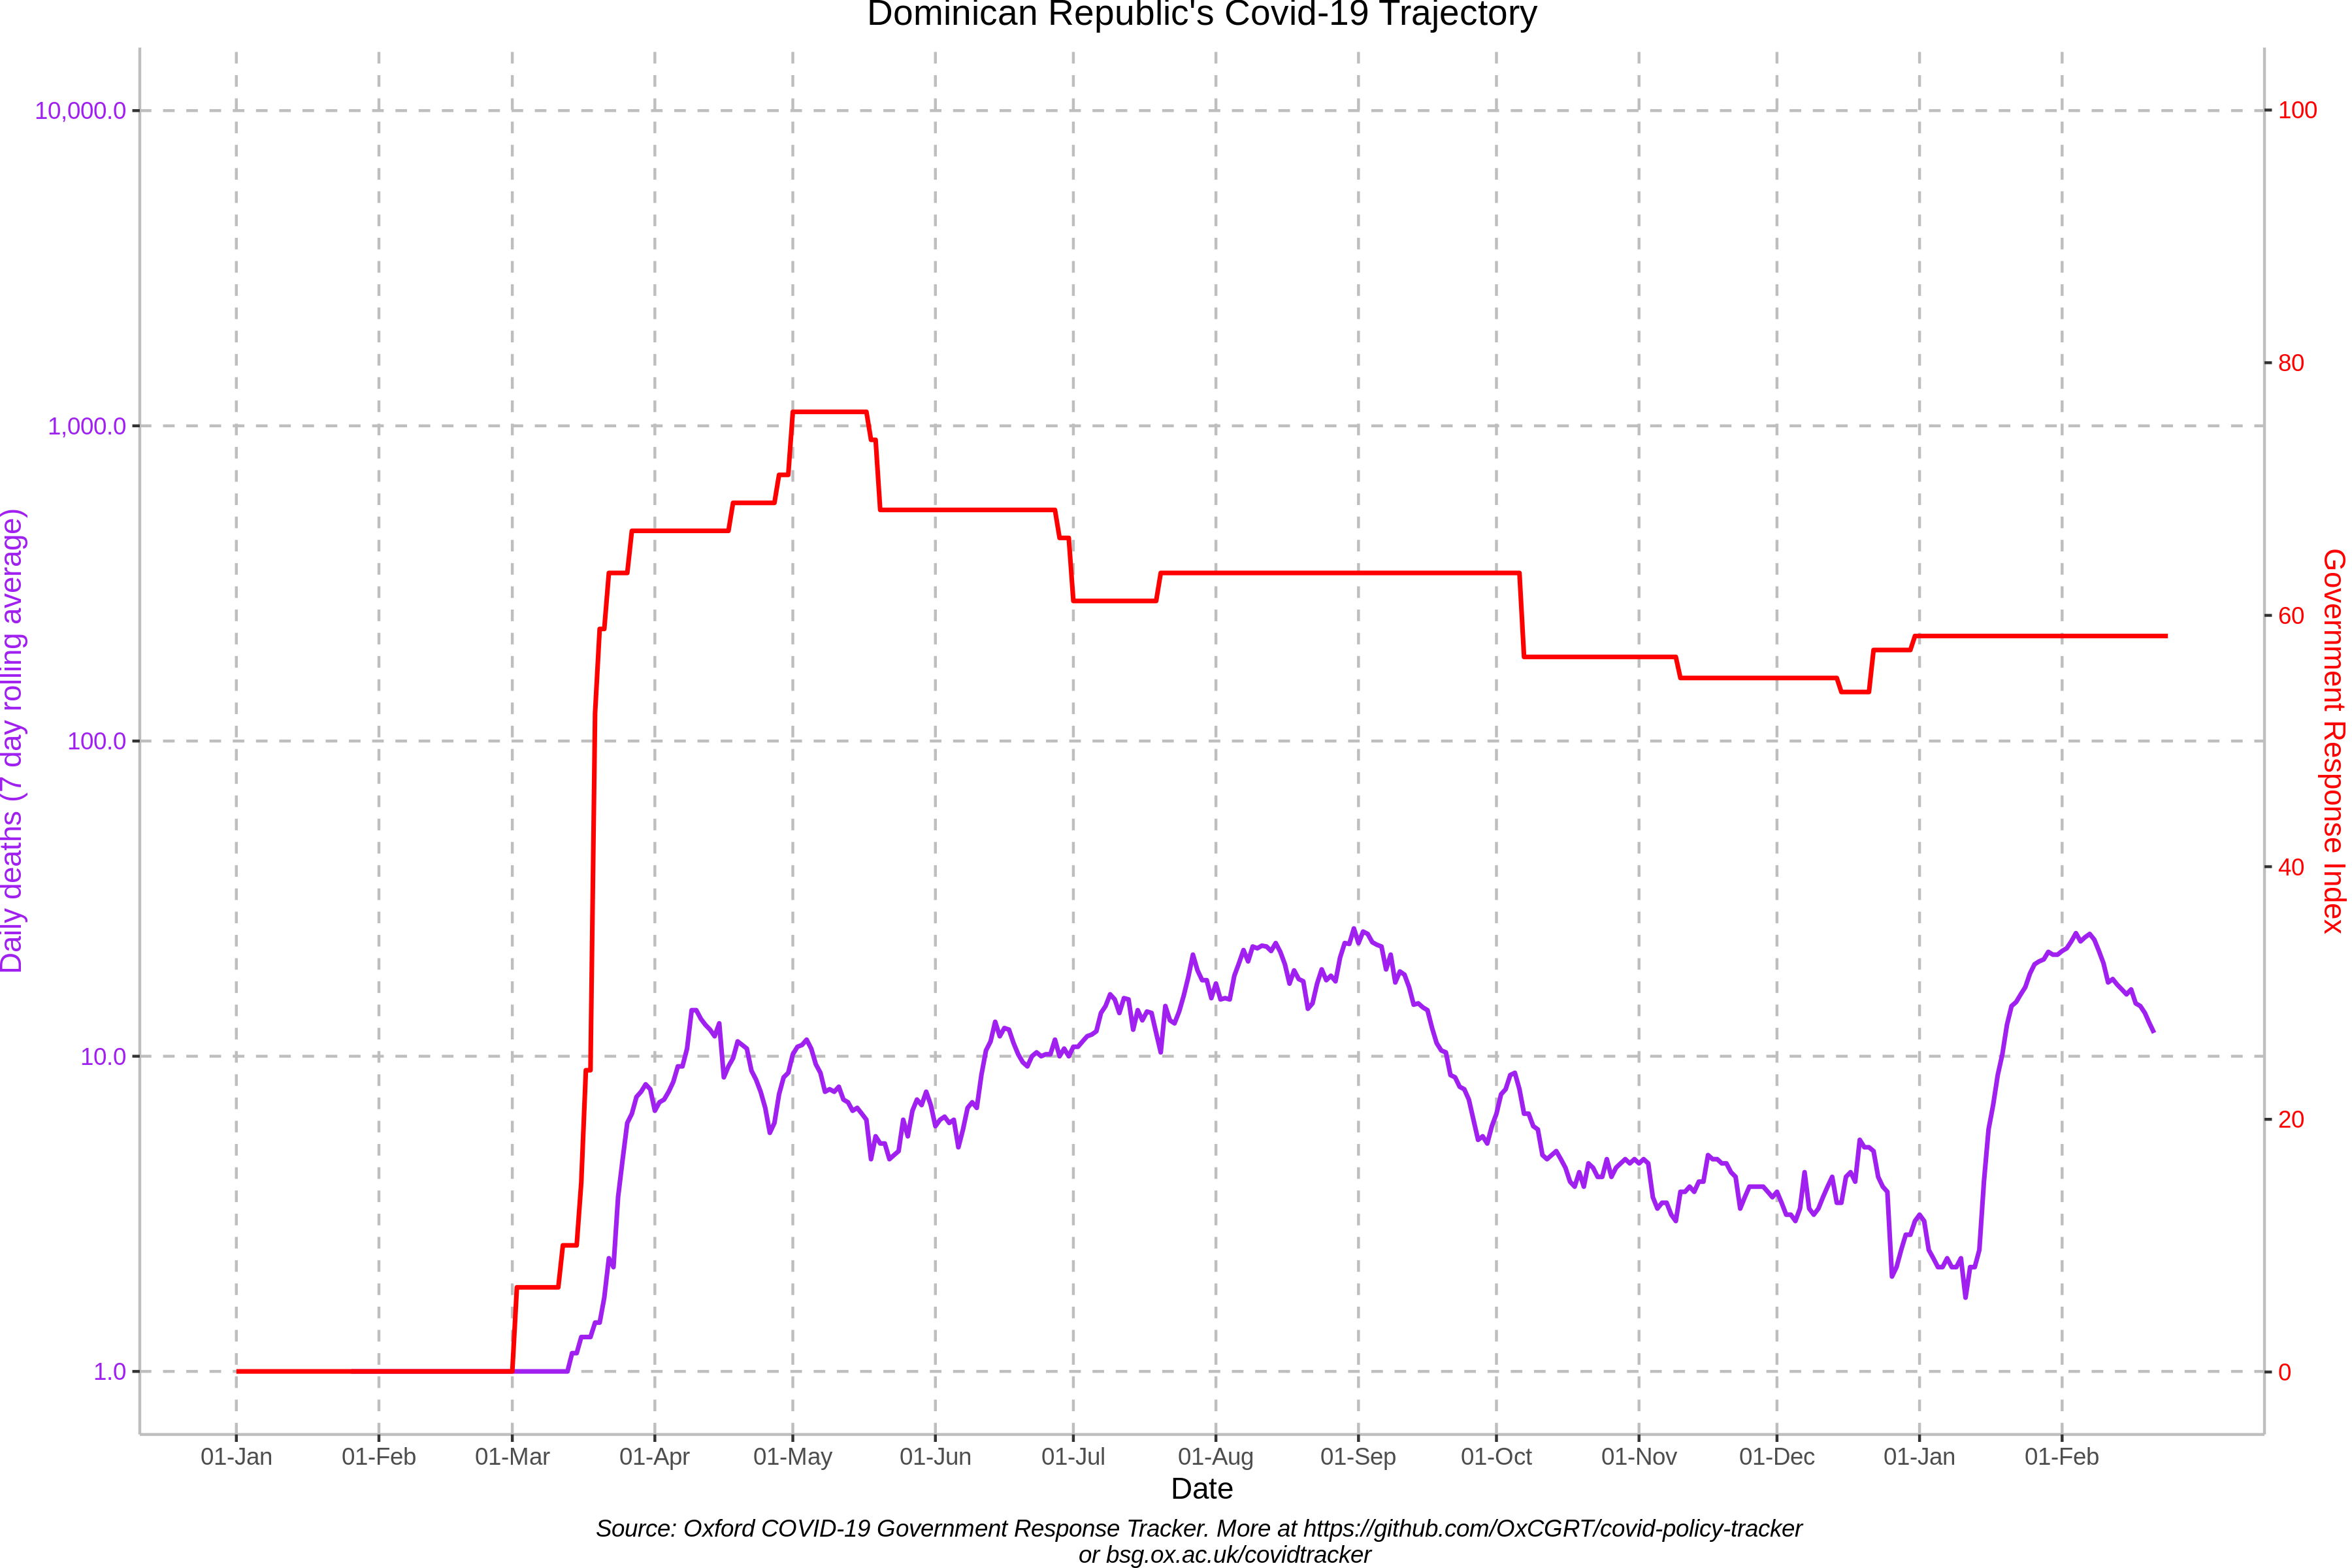 Dominican Republic's Covid-19 Trajectory
Daily deaths (7 day rolling average)
10,000.0
1,000.0
100.0
10.0
1.0
100
80
60
40
20
0
Government Response Index
01-Jan 01-Feb 01-Mar 01-Apr 01-May 01-Jun 01-Jul 01-Aug 01-Sep 01-Oct 01-Nov 01-Dec 01-Jan 01-Feb
Date
Source: Oxford COVID-19 Government Response Tracker. More at https://github.com/OxCGRT/covid-policy-tracker
or bsg.ox.ac.uk/covidtracker